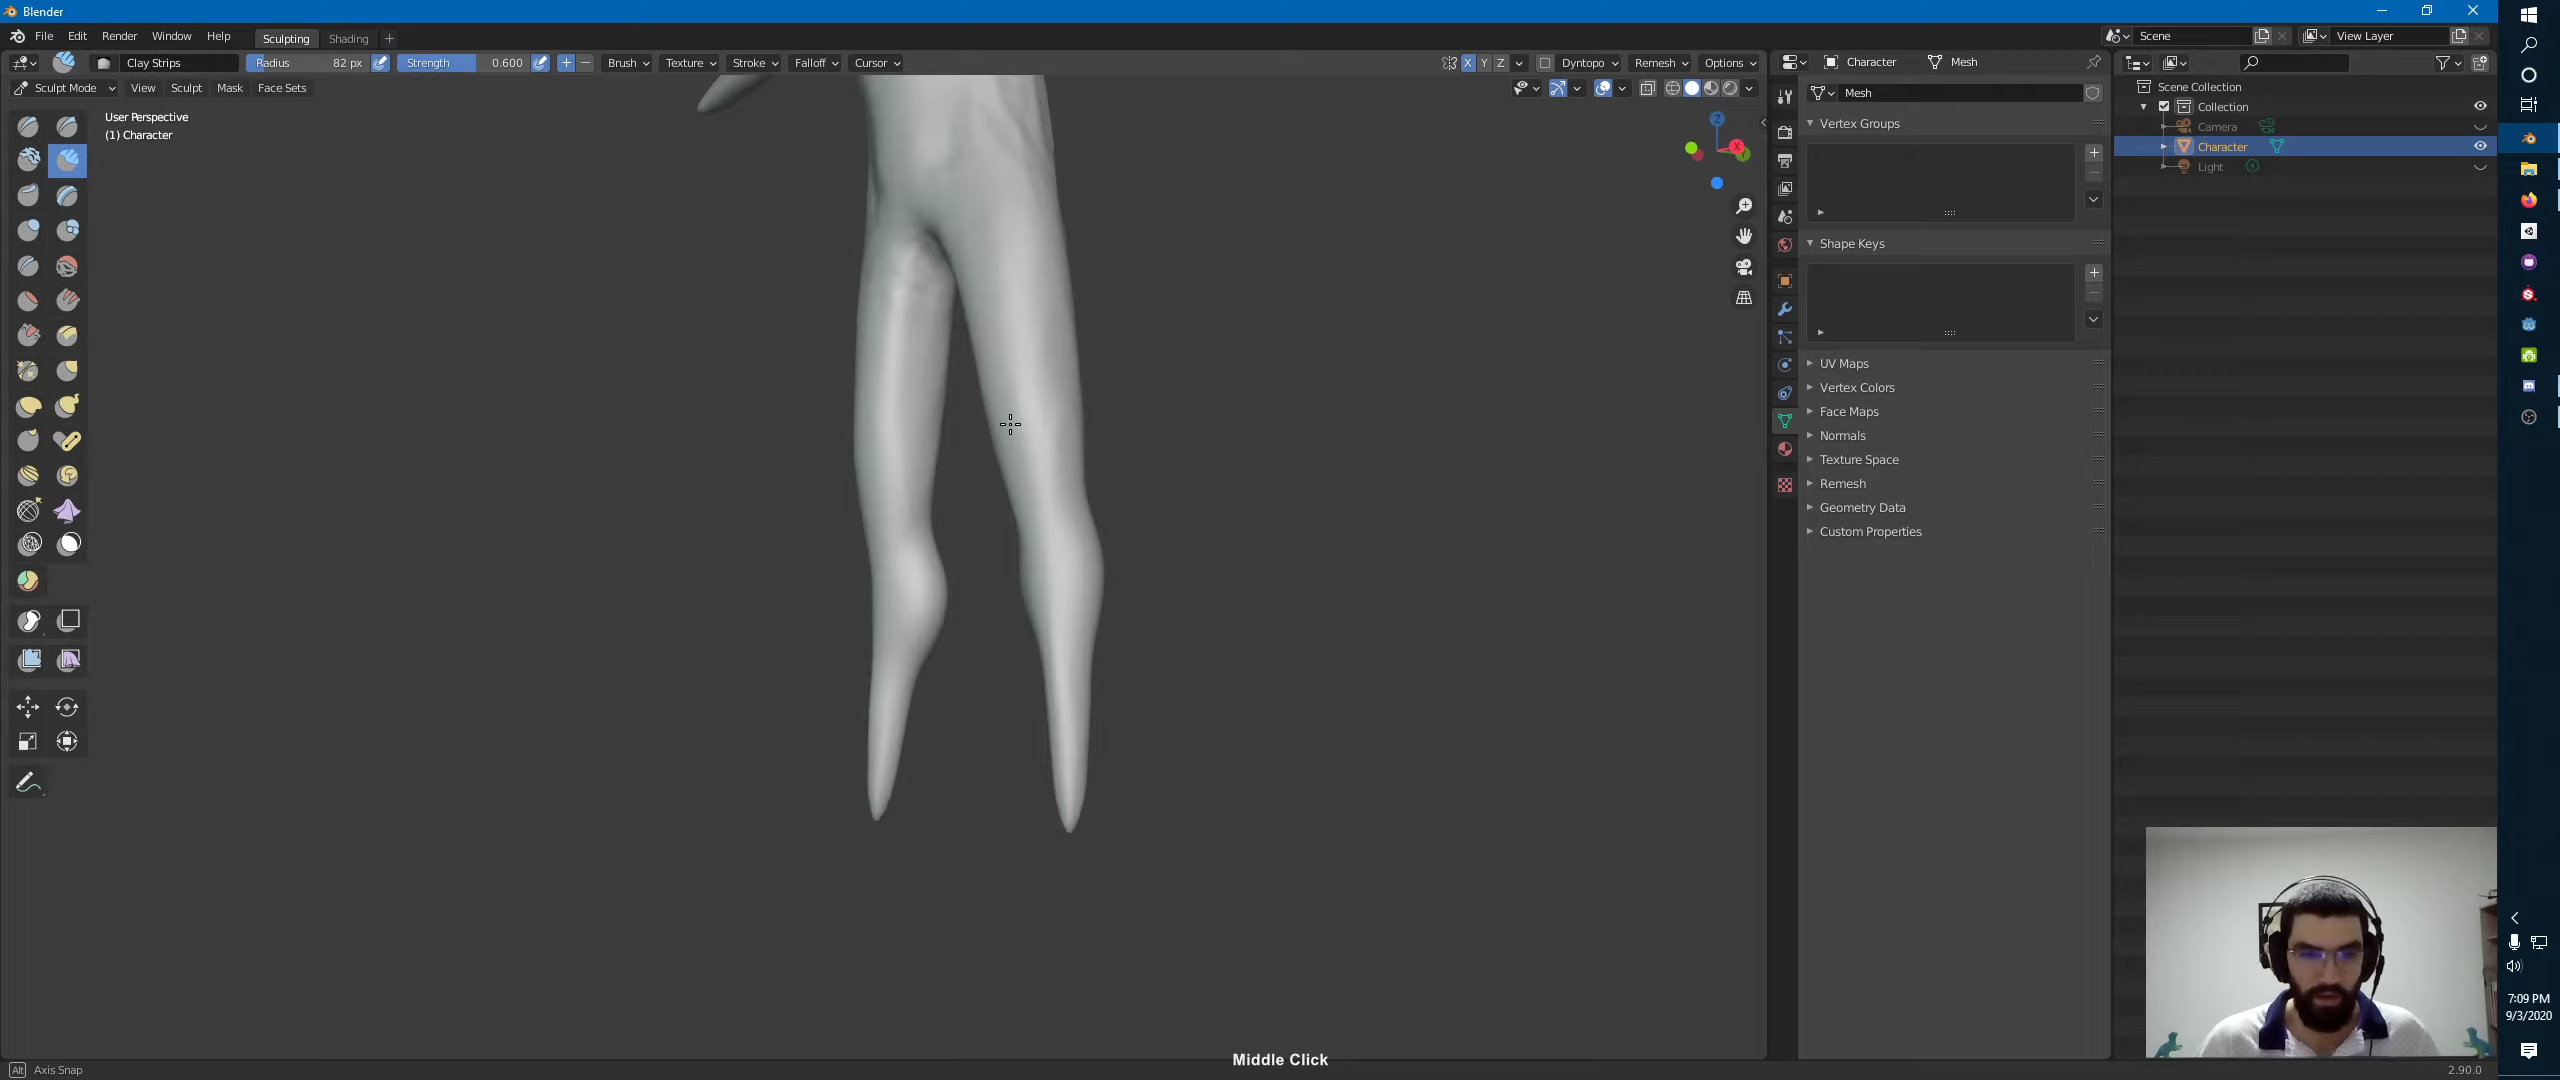 Blender
File Edit Render Window Help Sculpting Shading + Scene View Layer
Clay Strips Radius 82 px Strength 0.600 Brush Texture Stroke Falloff Cursor X Y Z Dyntopo Remesh Options Character Mesh
Sculpt Mode View Sculpt Mask Face Sets
User Perspective
(1) Character
Z
X
Y
Mesh
Vertex Groups
Shape Keys
UV Maps
Vertex Colors
Face Maps
Normals
Texture Space
Remesh
Geometry Data
Custom Properties
Scene Collection
Collection
Camera
Character
Light
7:09 PM
9/3/2020
Middle Click
Alt Axis Snap
2.90.0